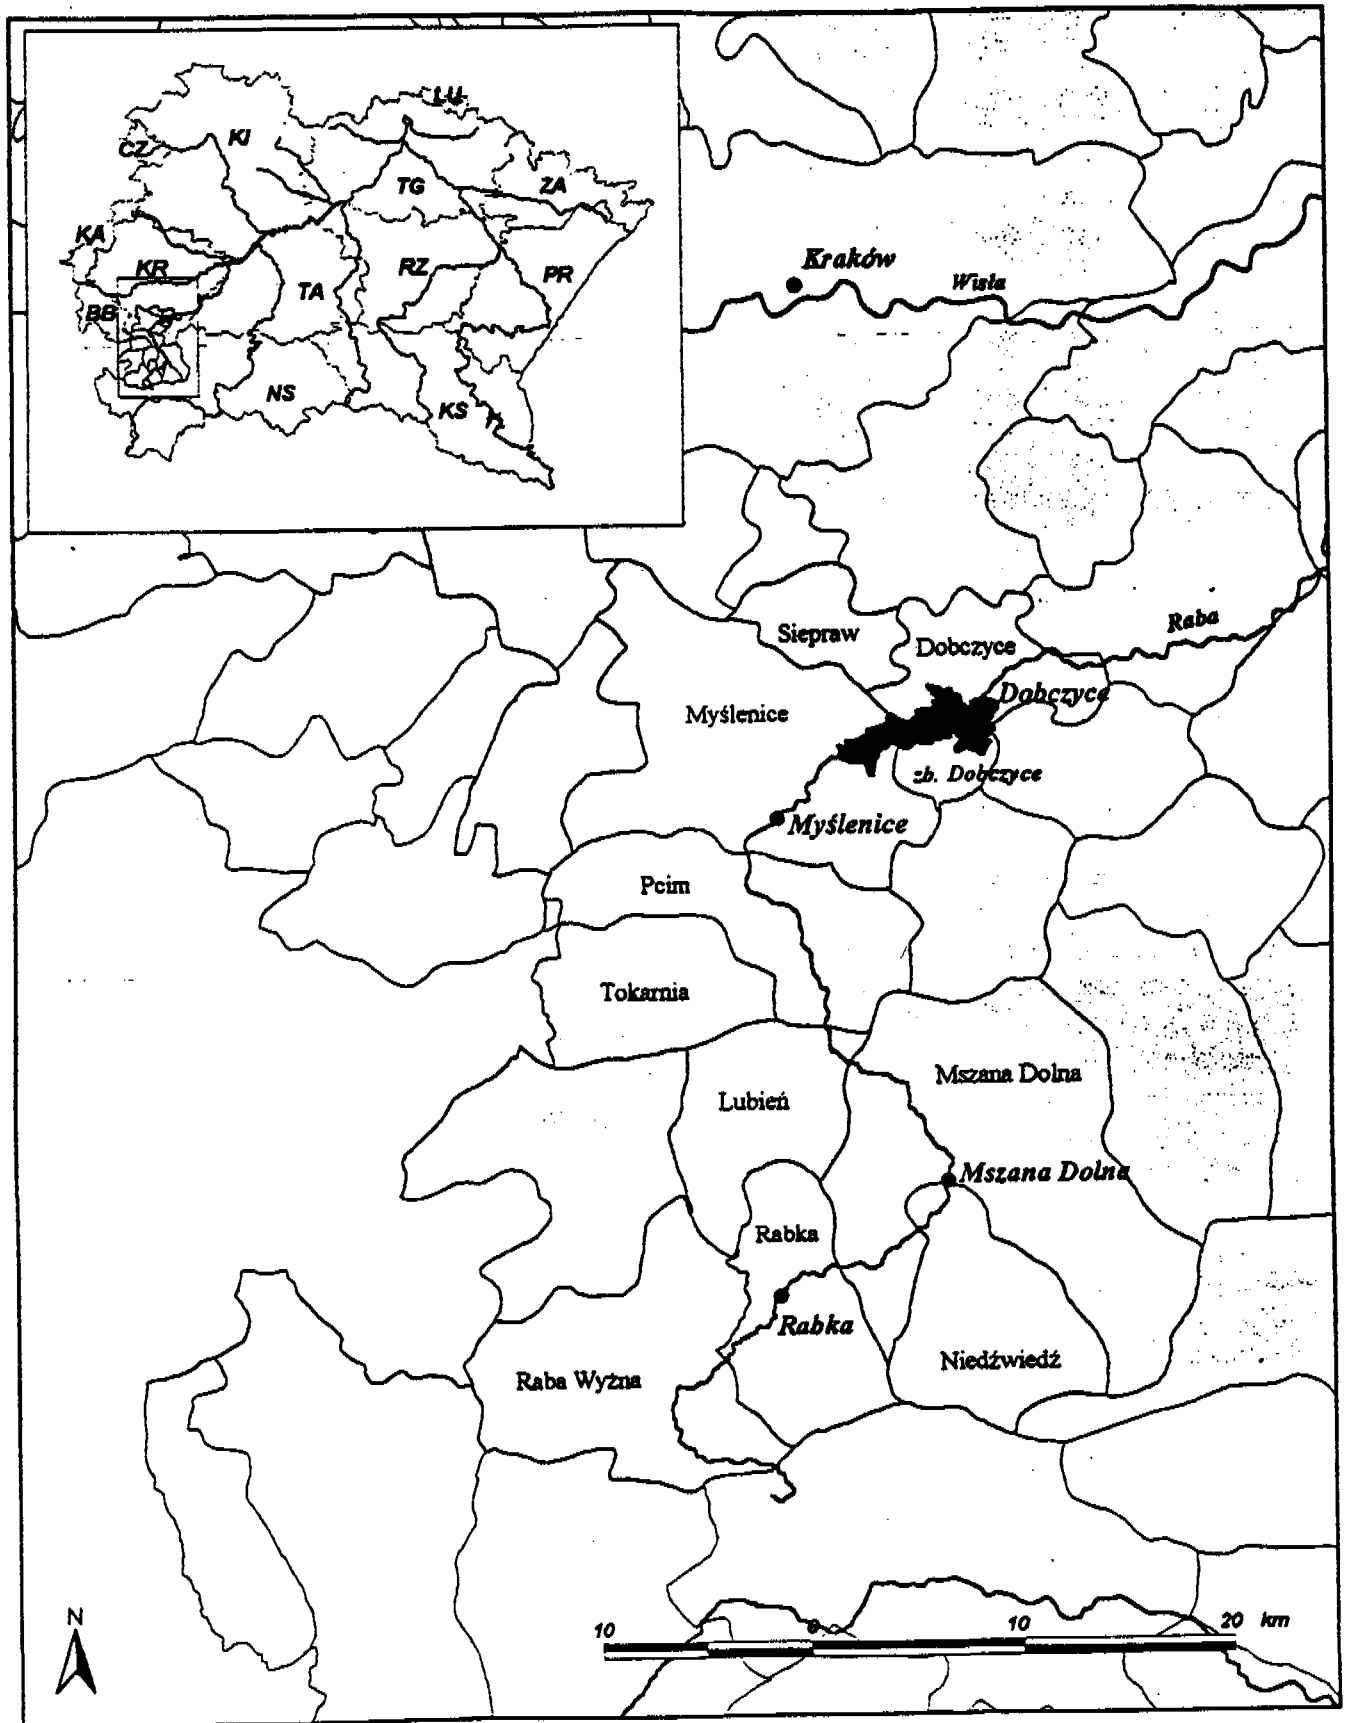 LU
KI
CZ
TG
ZA
KA
KR
RZ
PR
TA
BB
NS
KS
Kraków
Wisła
Siepraw
Dobczyce
Raba
Dobczyce
Myślenice
zb. Dobczyce
Myślenice
Pcim
Tokarnia
Mszana Dolna
Lubień
Mszana Dolna
Rabka
Rabka
Niedźwiedź
Raba Wyżna
N
10 0 10 20 km